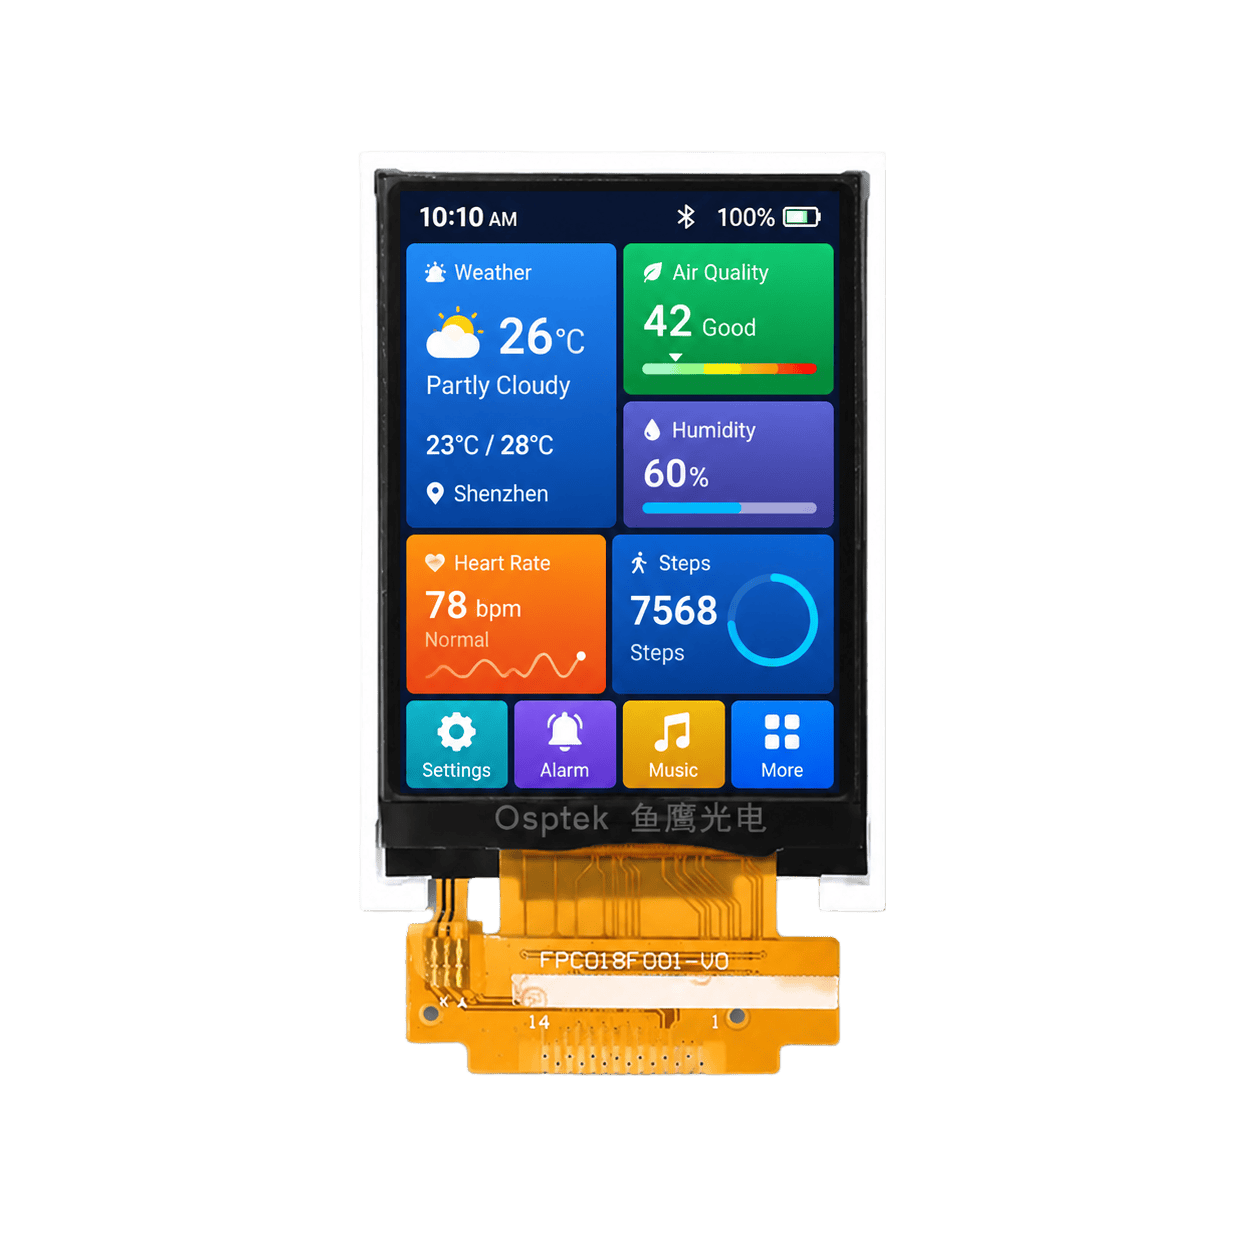 10:10 AM 100%
Weather
26°C
Partly Cloudy
23°C / 28°C
Shenzhen
Air Quality
42 Good
Humidity
60%
Heart Rate
78 bpm
Normal
Steps
7568
Steps
Settings
Alarm
Music
More
Osptek 鱼鹰光电
FPC018F001-V0
K A
14 1